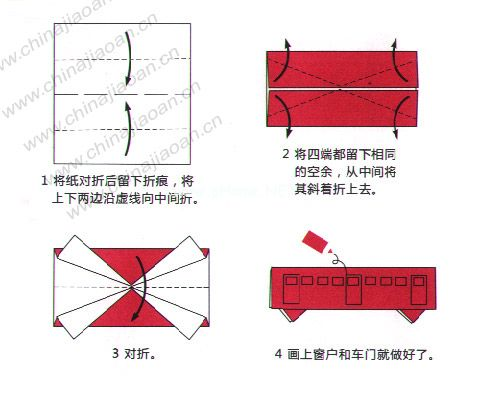 www.chinajiaoan.cn
www.chinajiaoan.cn
www.chinajiaoan.cn
1 将纸对折后留下折痕，将
上下两边沿虚线向中间折。
2 将四端都留下相同
的空余，从中间将
其斜着折上去。
3 对折。
4 画上窗户和车门就做好了。